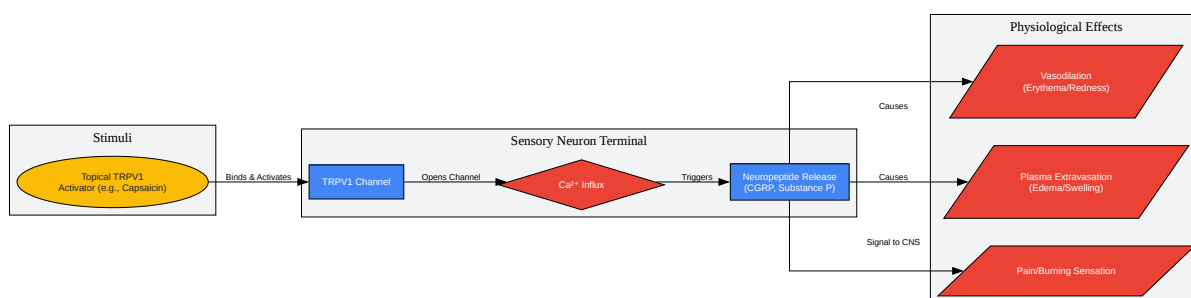 Physiological Effects
Vasodilation
(Erythema/Redness)
Causes
Stimuli
Sensory Neuron Terminal
Topical TRPV1
Activator (e.g., Capsaicin)
Binds & Activates
TRPV1 Channel
Opens Channel
Ca²⁺ Influx
Triggers
Neuropeptide Release
(CGRP, Substance P)
Causes
Plasma Extravasation
(Edema/Swelling)
Signal to CNS
Pain/Burning Sensation